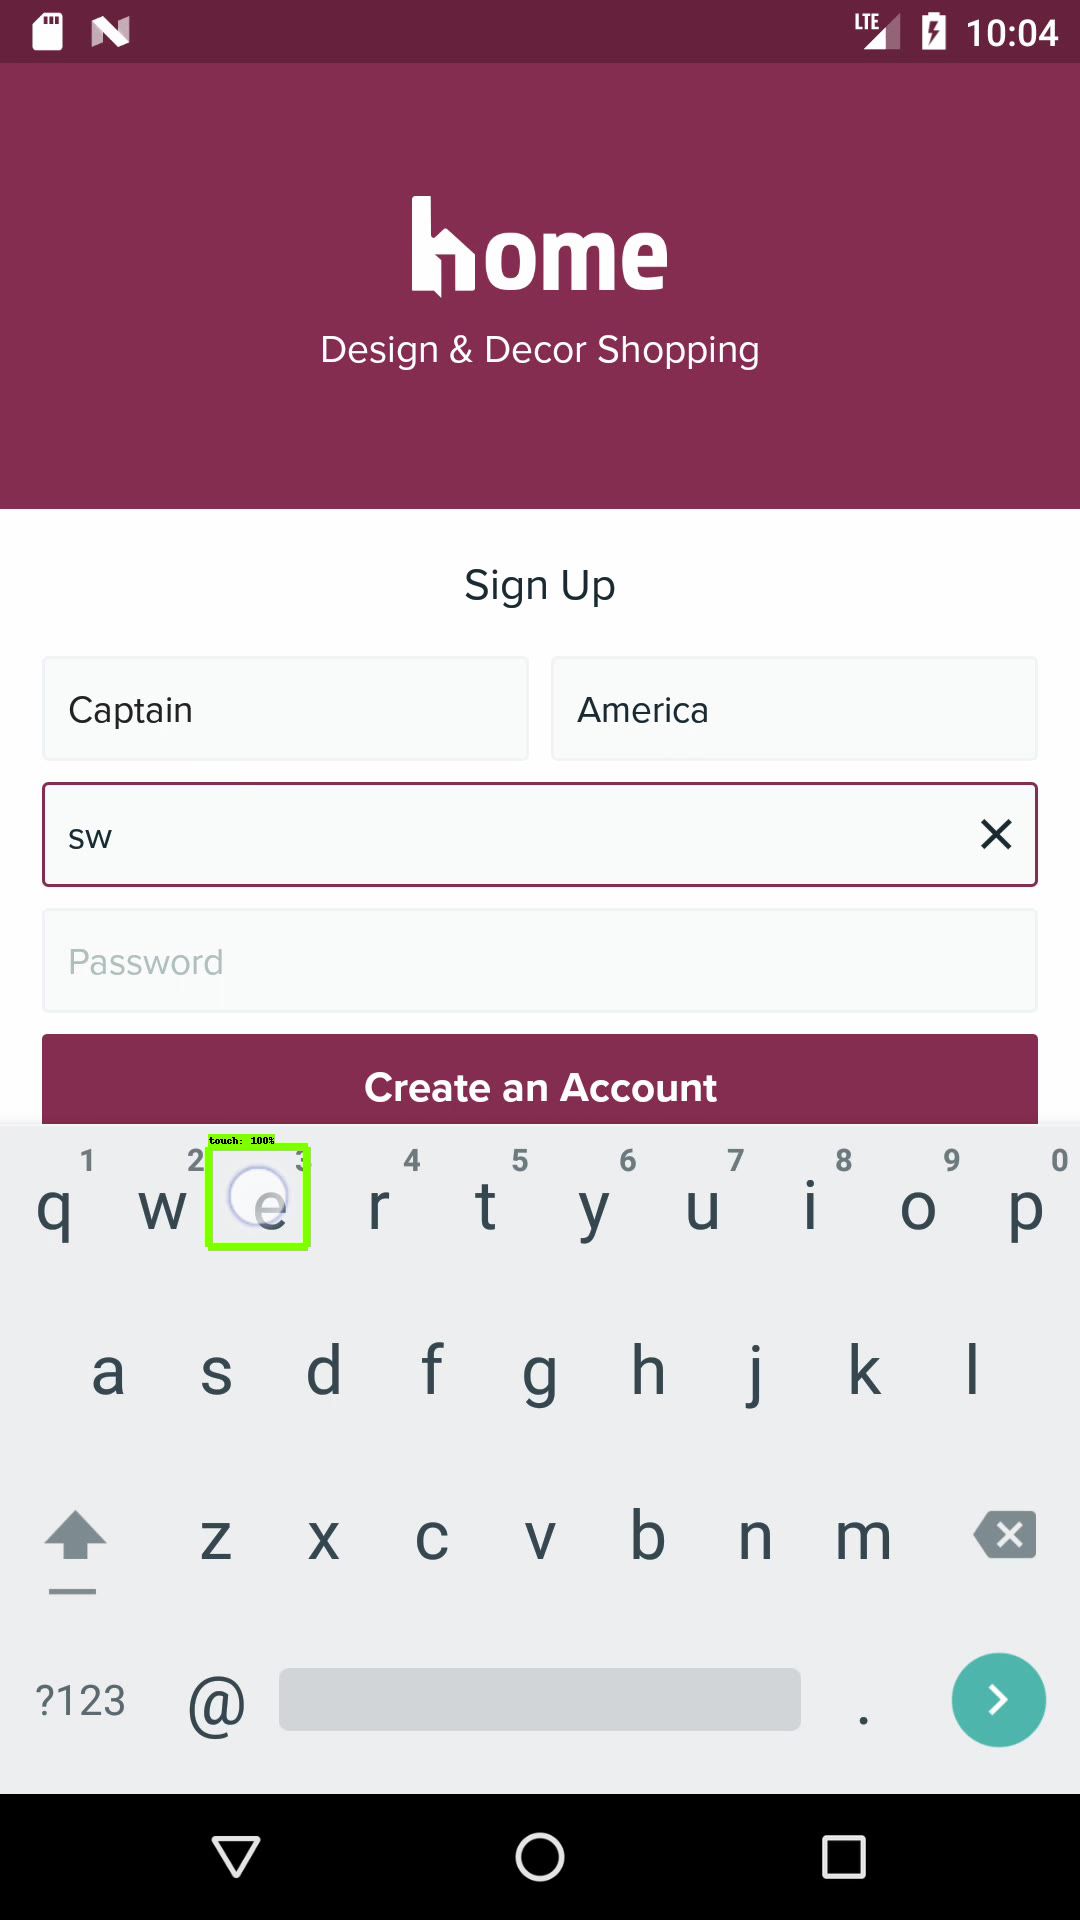 LTE 10:04
home
Design & Decor Shopping
Sign Up
Captain America
sw
Password
Create an Account
touch: 100%
1 2 3 4 5 6 7 8 9 0
q w e r t y u i o p
a s d f g h j k l
z x c v b n m
?123 @ .